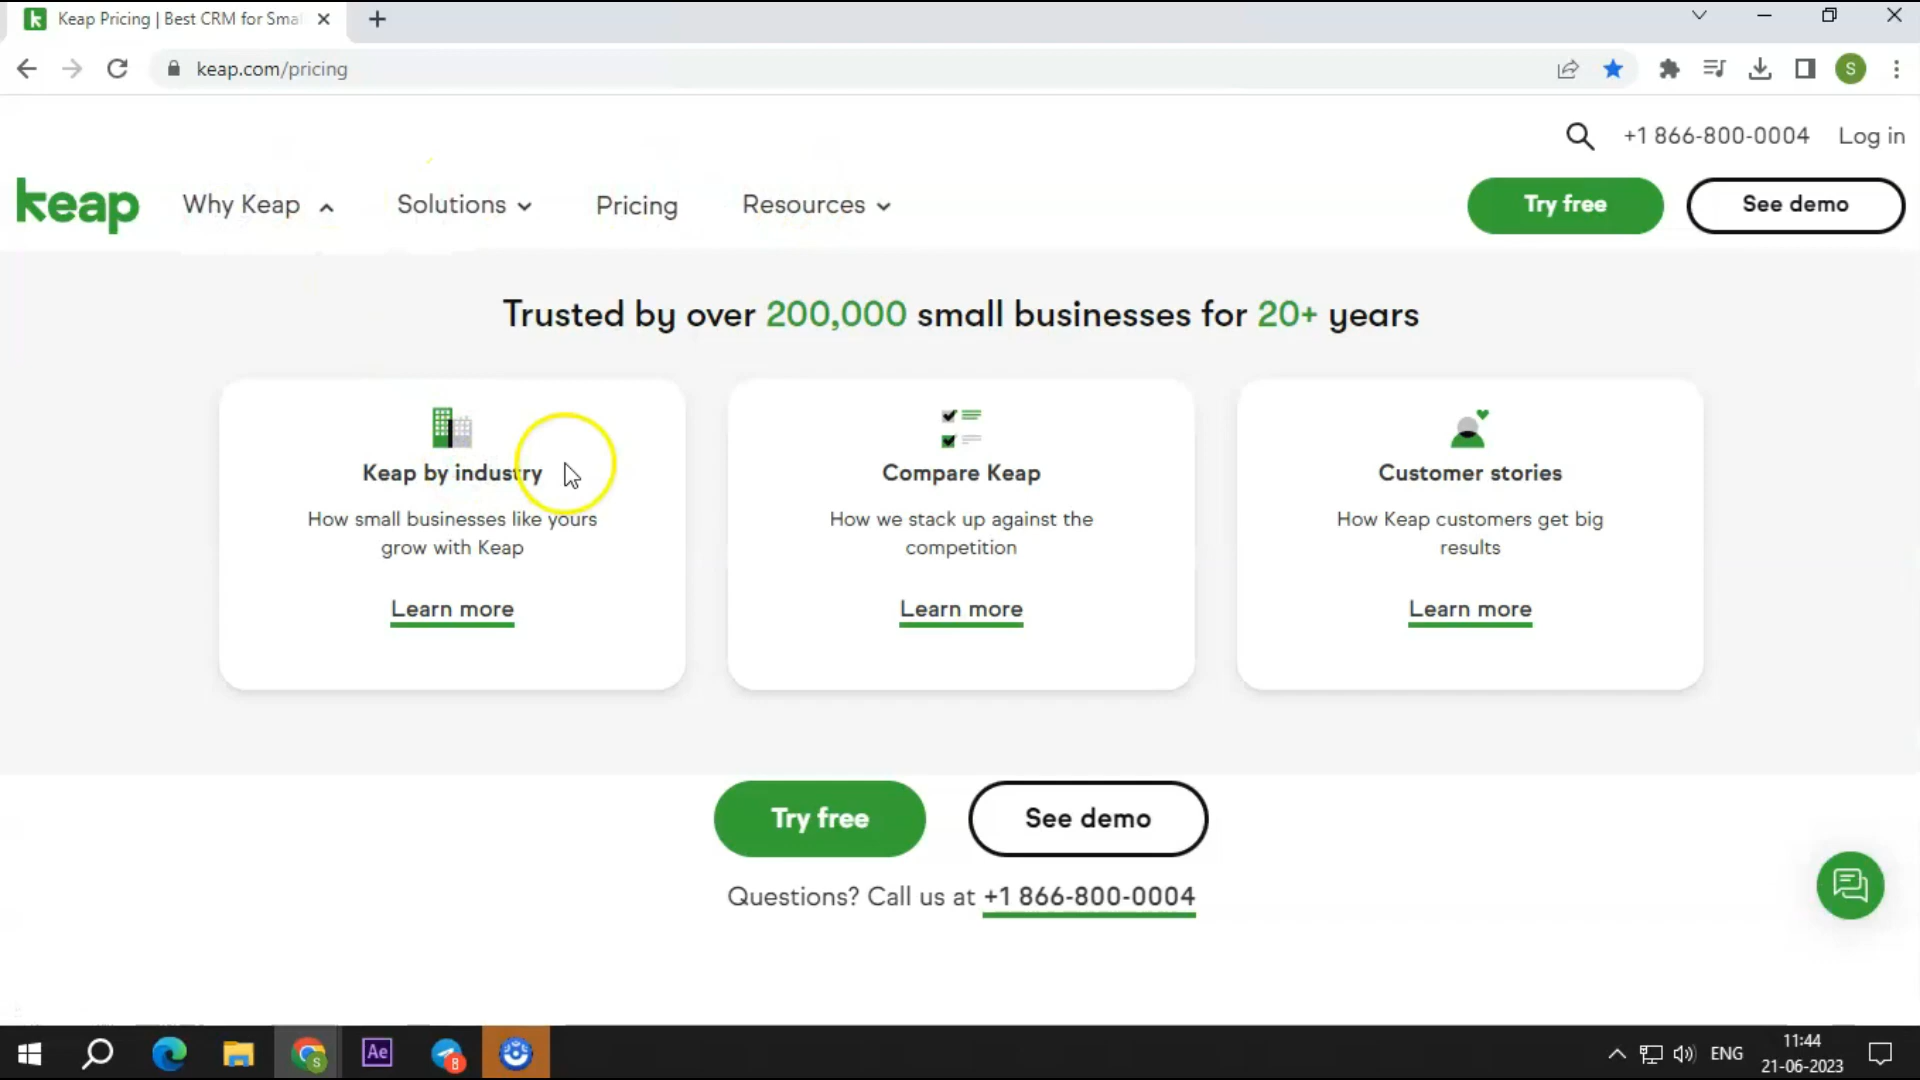 Keap Pricing | Best CRM for Sma
keap.com/pricing
S
+1 866-800-0004 Log in
keap Why Keap Solutions Pricing Resources Try free See demo
Trusted by over 200,000 small businesses for 20+ years
Keap by industry
How small businesses like yours
grow with Keap
Learn more
Compare Keap
How we stack up against the
competition
Learn more
Customer stories
How Keap customers get big
results
Learn more
Try free See demo
Questions? Call us at +1 866-800-0004
S
Ae
8
ENG
11:44
21-06-2023